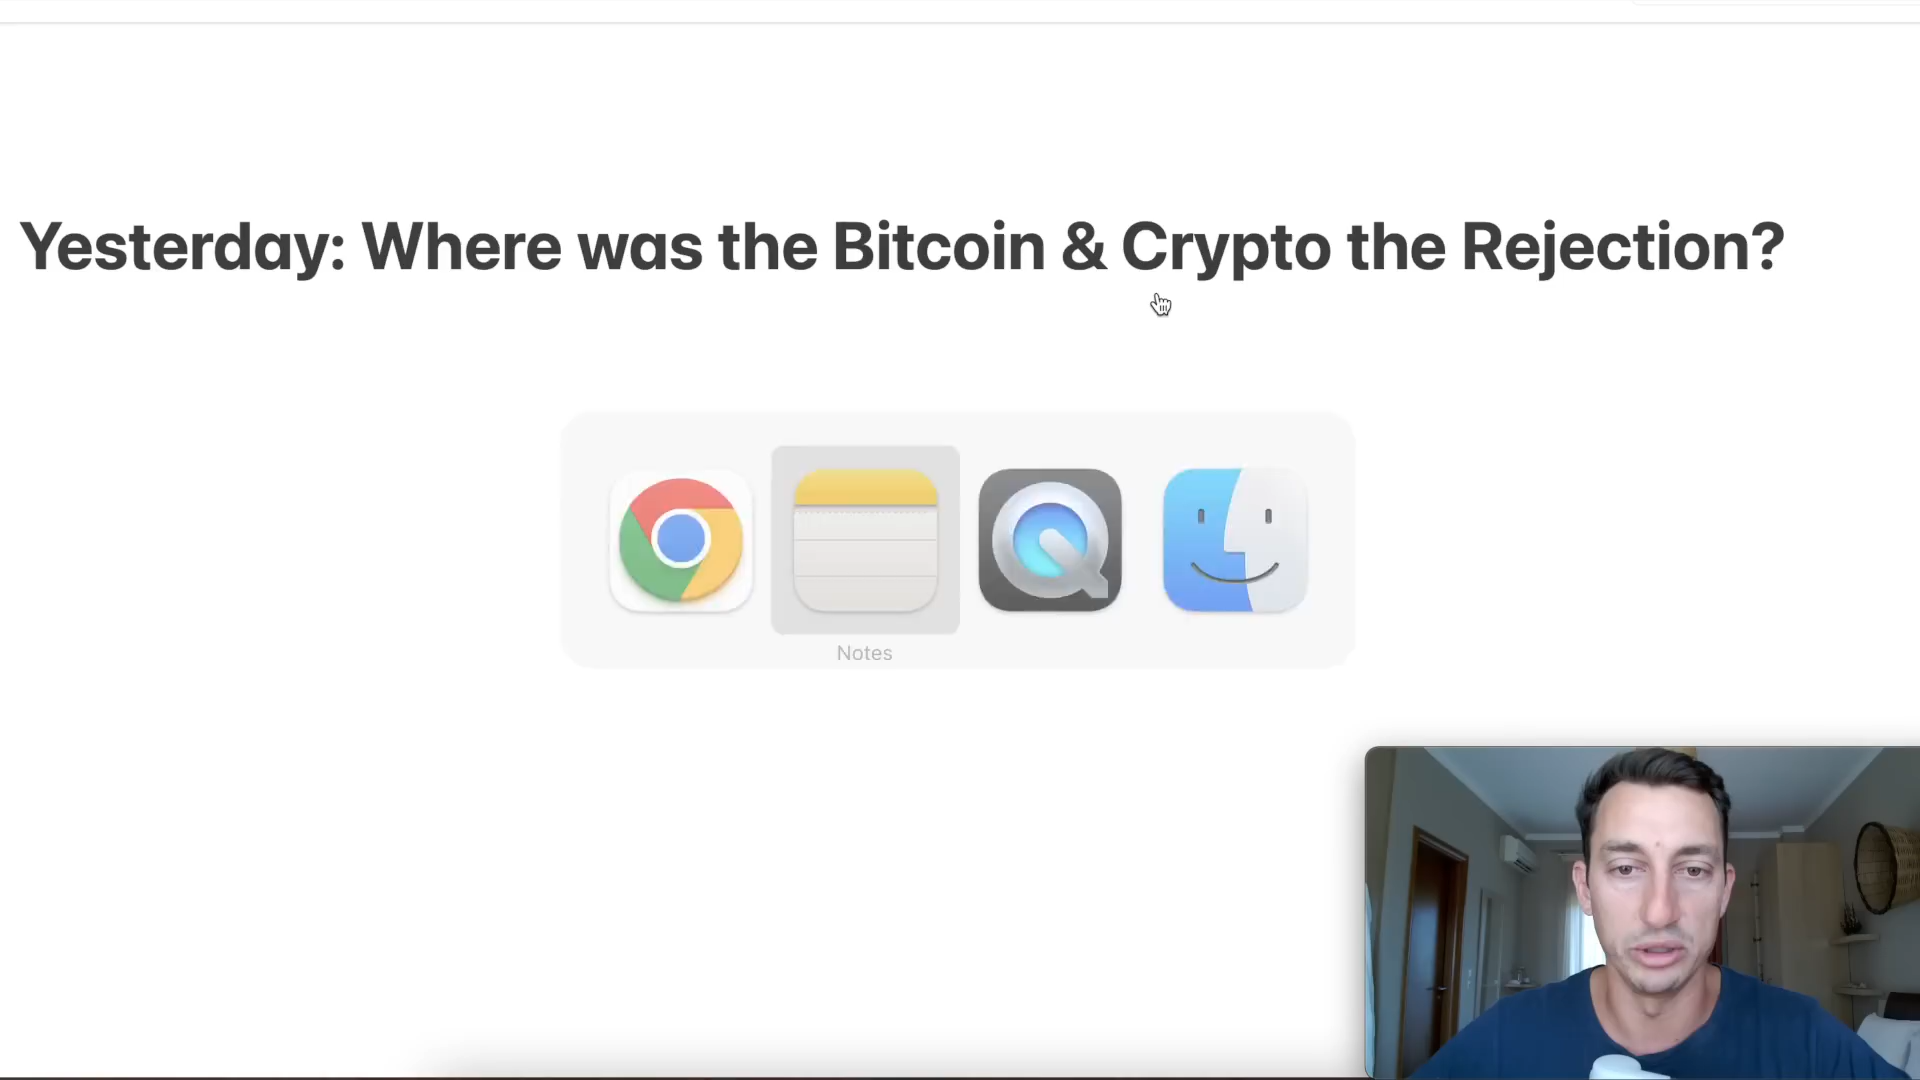 Yesterday: Where was the Bitcoin & Crypto the Rejection?
Notes